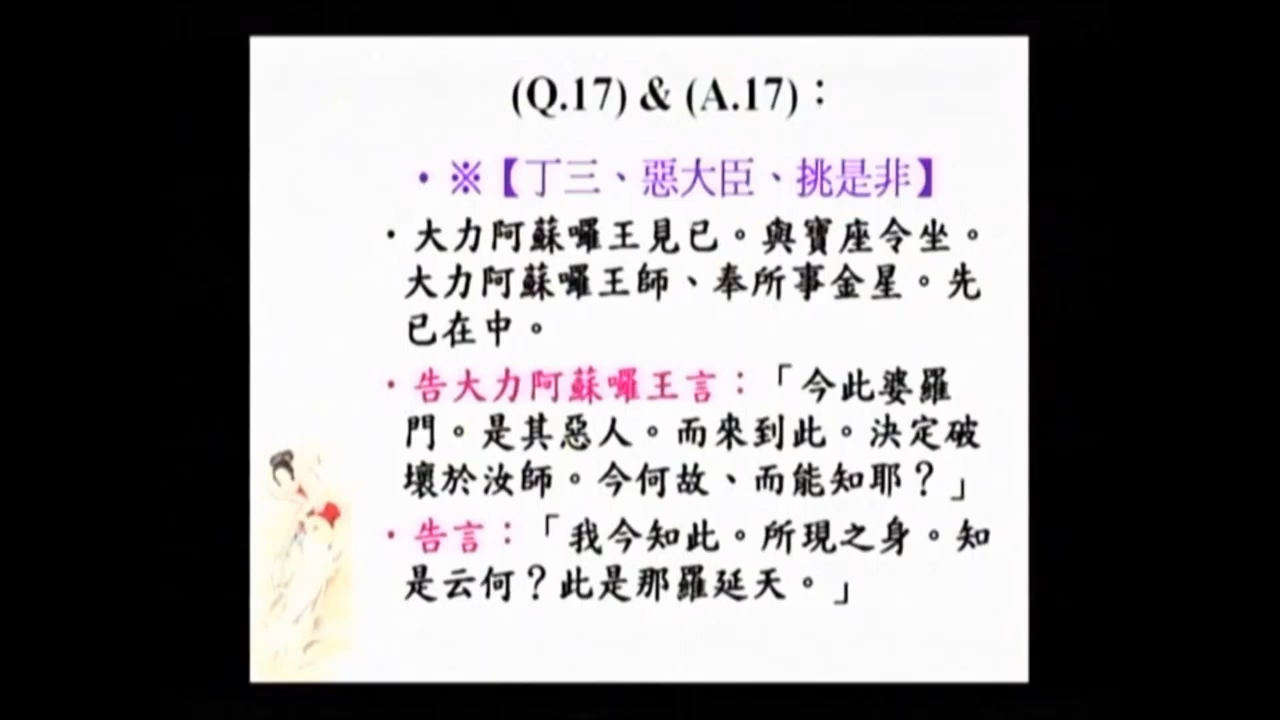 (Q.17) & (A.17)：
• ※【丁三、惡大臣、挑是非】
• 大力阿蘇囉王見已。與寶座令坐。
大力阿蘇囉王師、奉所事金星。先
已在中。
• 告大力阿蘇囉王言：「今此婆羅
門。是其惡人。而來到此。決定破
壞於汝師。今何故、而能知耶？」
• 告言：「我今知此。所現之身。知
是云何？此是那羅延天。」